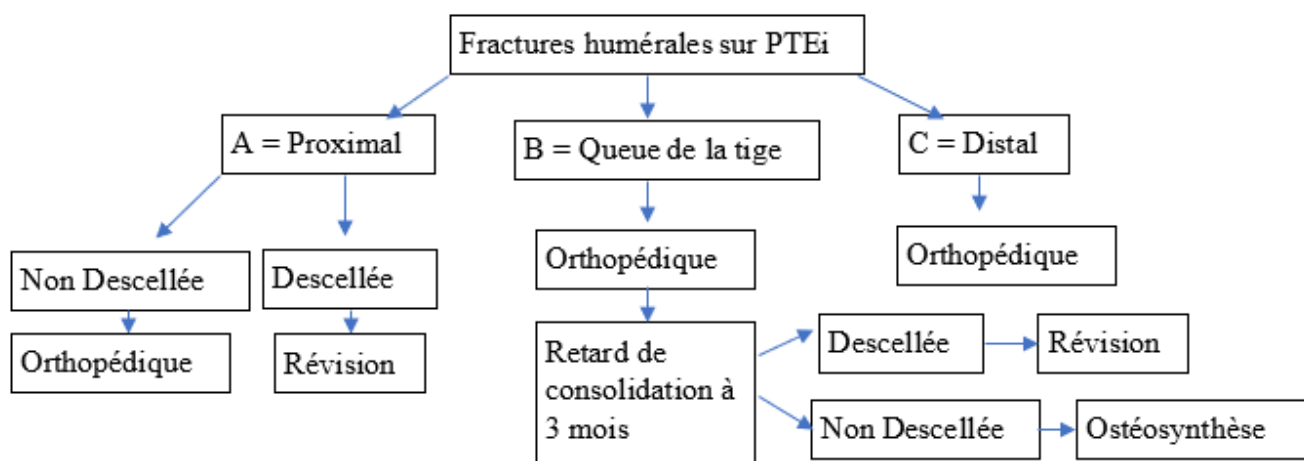 Fractures humérales sur PTEi
A = Proximal
B = Queue de la tige
C = Distal
Non Descellée
Descellée
Orthopédique
Orthopédique
Orthopédique
Révision
Retard de
consolidation à
3 mois
Descellée
Révision
Non Descellée
Ostéosynthèse